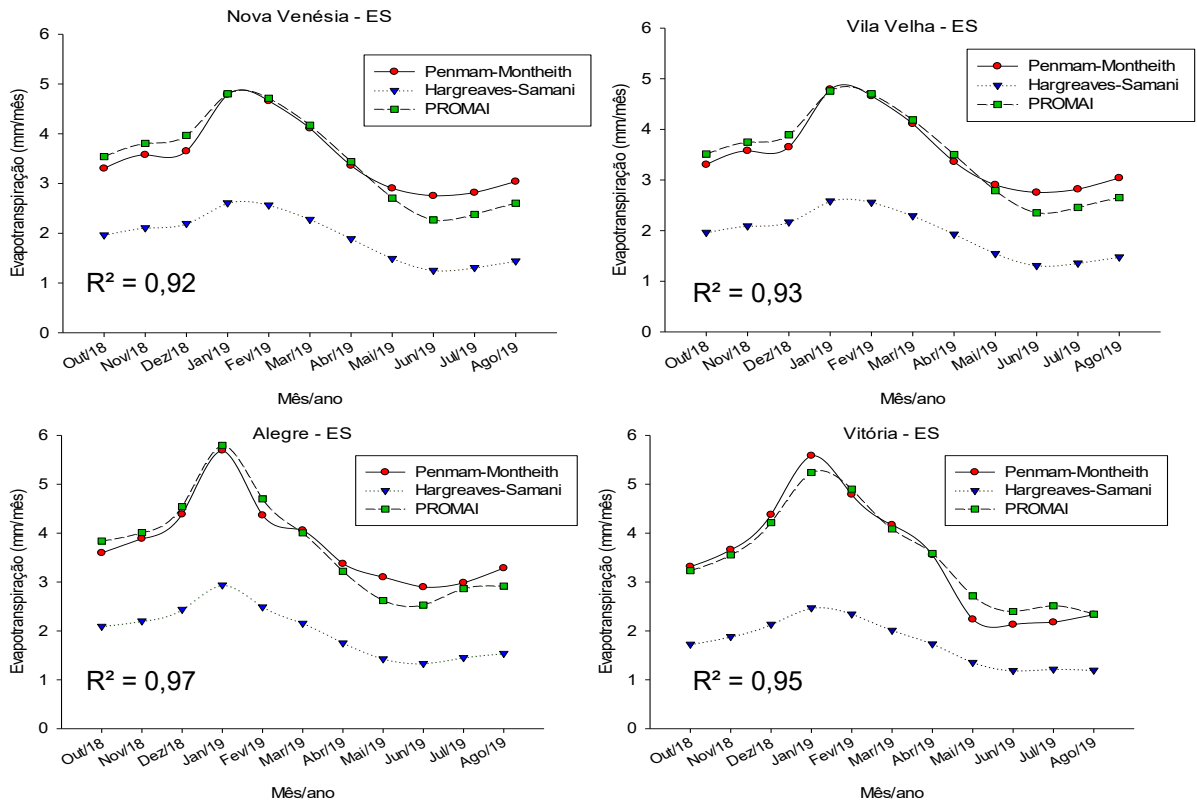 Nova Venésia - ES
Evapotranspiração (mm/mês)
6
5
4
3
2
1
0
Penmam-Montheith
Hargreaves-Samani
PROMAI
R² = 0,92
Out/18
Nov/18
Dez/18
Jan/19
Fev/19
Mar/19
Abr/19
Mai/19
Jun/19
Jul/19
Ago/19
Mês/ano
Vila Velha - ES
Evapotranspiração (mm/mês)
6
5
4
3
2
1
0
Penmam-Montheith
Hargreaves-Samani
PROMAI
R² = 0,93
Out/18
Nov/18
Dez/18
Jan/19
Fev/19
Mar/19
Abr/19
Mai/19
Jun/19
Jul/19
Ago/19
Mês/ano
Alegre - ES
Evapotranspiração (mm/mês)
6
5
4
3
2
1
0
Penmam-Montheith
Hargreaves-Samani
PROMAI
R² = 0,97
Out/18
Nov/18
Dez/18
Jan/19
Fev/19
Mar/19
Abr/19
Mai/19
Jun/19
Jul/19
Ago/19
Mês/ano
Vitória - ES
Evapotranspiração (mm/mês)
6
5
4
3
2
1
0
Penmam-Montheith
Hargreaves-Samani
PROMAI
R² = 0,95
Out/18
Nov/18
Dez/18
Jan/19
Fev/19
Mar/19
Abr/19
Mai/19
Jun/19
Jul/19
Ago/19
Mês/ano